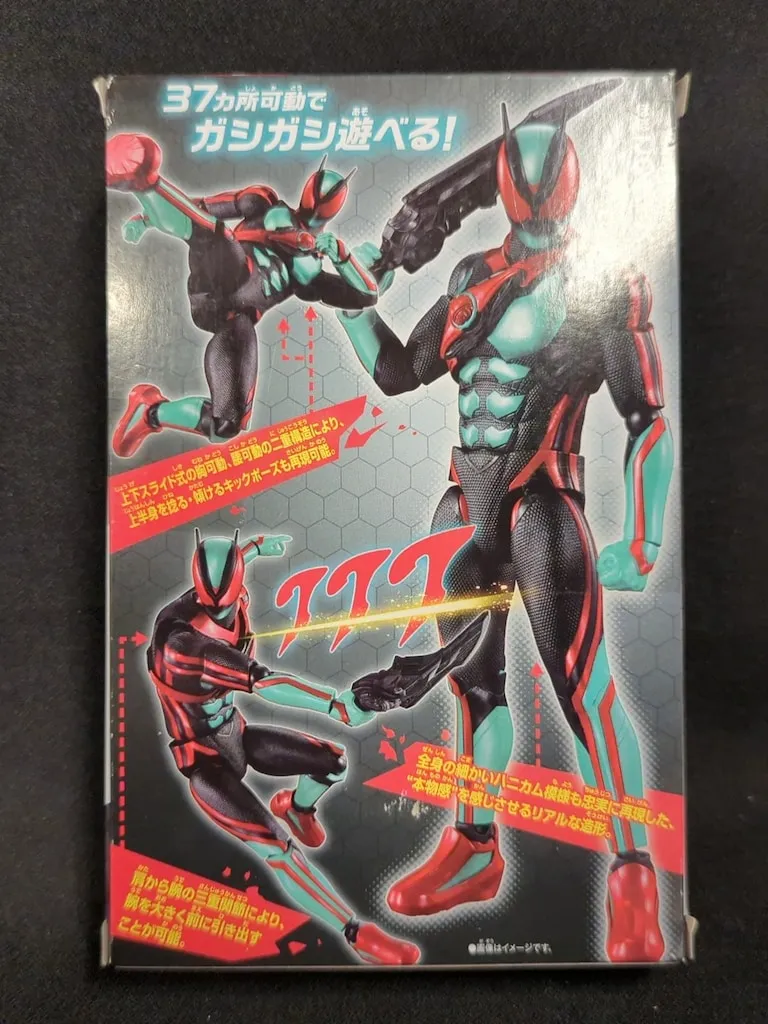 37カ所可動で
ガシガシ遊べる!
上下スライド式の胸可動、腰可動の二重構造により、
上半身を捻る・傾けるキックポーズも再現可能。
777
全身の細かいハニカム模様も忠実に再現した、
"本物感"を感じさせるリアルな造形。
肩から腕の三重関節により、
腕を大きく前に引き出す
ことが可能。
●画像はイメージです。